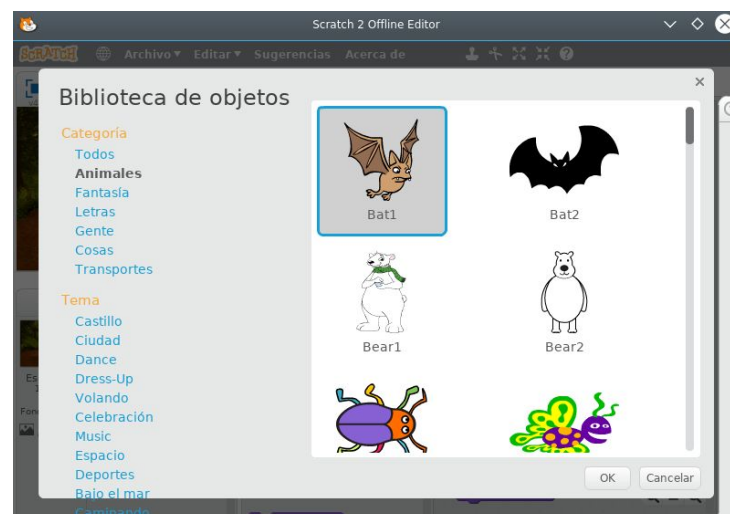 Scratch 2 Offline Editor
SCRATCH Archivo Editar Sugerencias Acerca de
Biblioteca de objetos
Categoría
Todos
Animales
Fantasía
Letras
Gente
Cosas
Transportes
Tema
Castillo
Ciudad
Dance
Dress-Up
Volando
Celebración
Music
Espacio
Deportes
Bajo el mar
Caminando
Bat1 Bat2
Bear1 Bear2
OK Cancelar